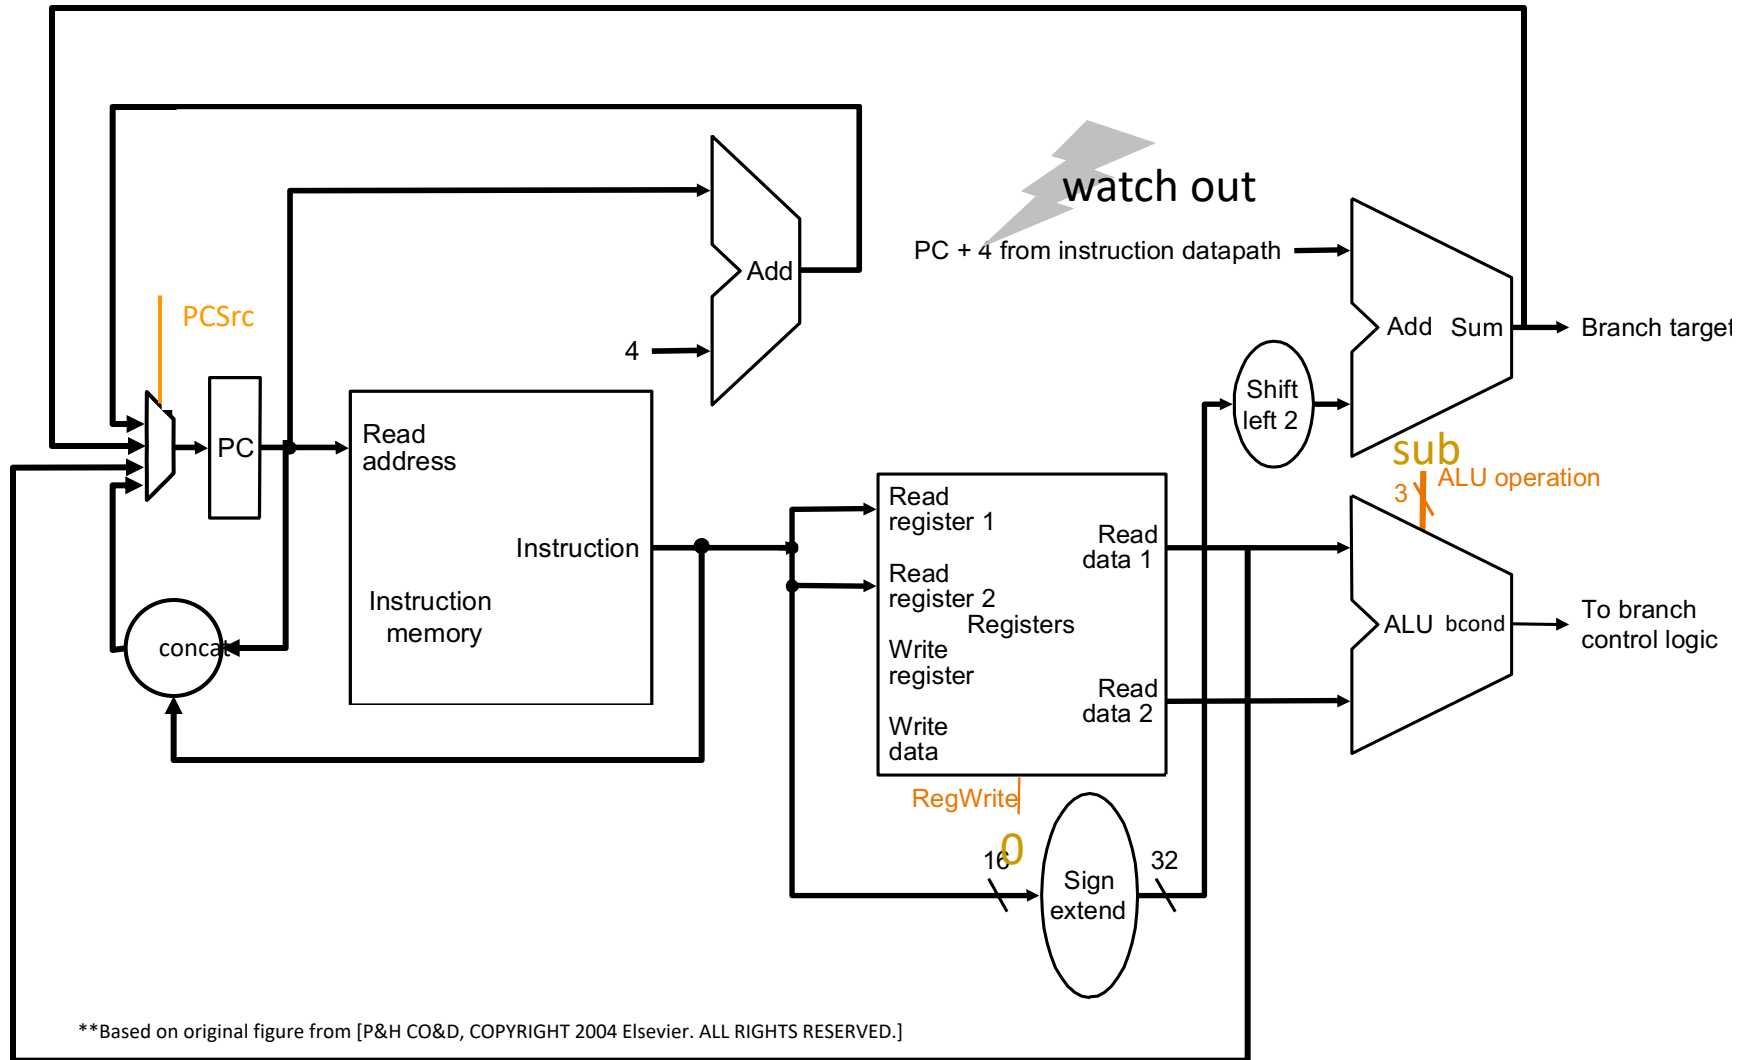 watch out
PC + 4 from instruction datapath
Add
PCSrc
4
Add Sum
Branch target
Shift
left 2
PC
Read
address
sub
ALU operation
3
Read
register 1
Instruction
Read
data 1
Read
register 2
Instruction
memory
Registers
To branch
control logic
ALU bcond
concat
Write
register
Read
data 2
Write
data
RegWrite
0
16
32
Sign
extend
**Based on original figure from [P&H CO&D, COPYRIGHT 2004 Elsevier. ALL RIGHTS RESERVED.]